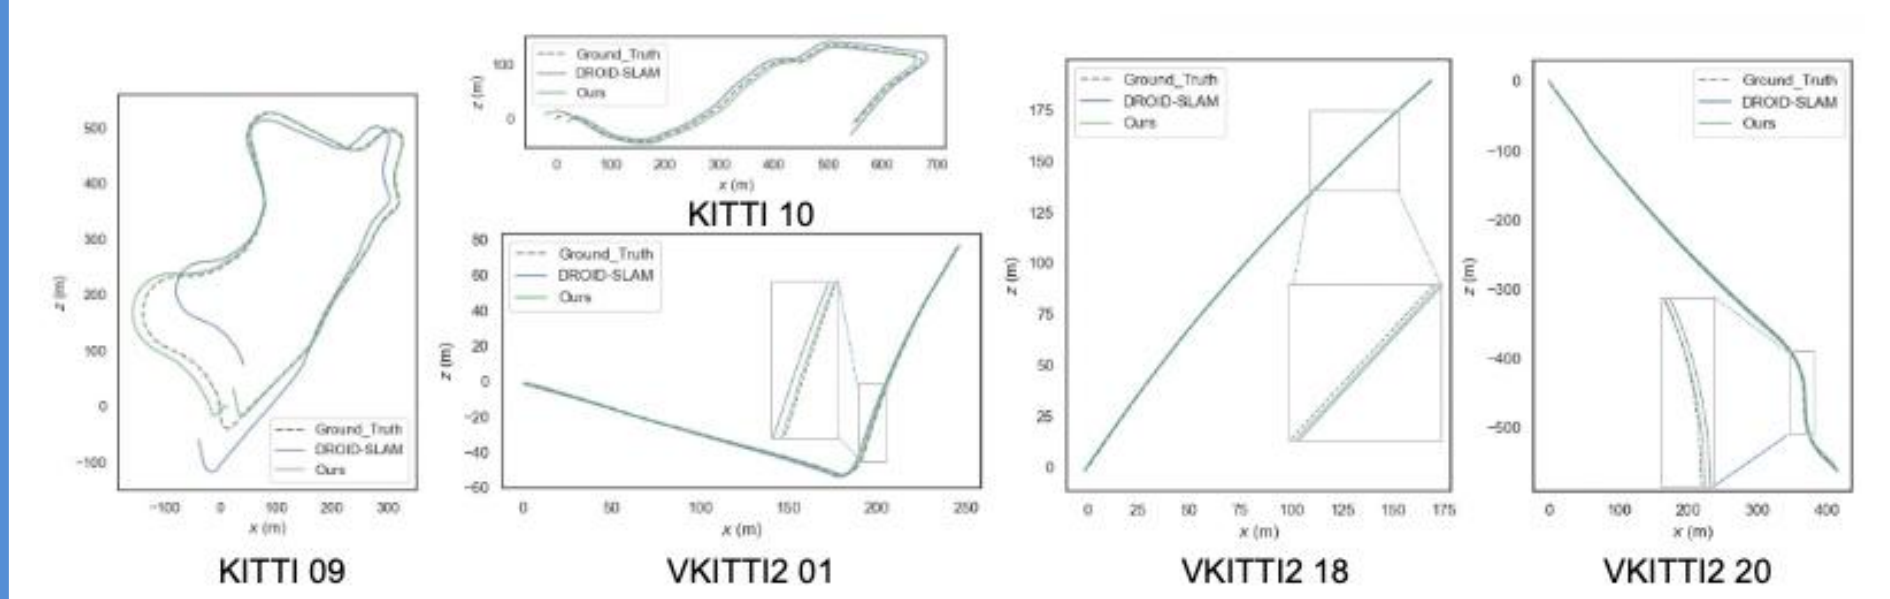 500
400
300
200
100
0
−100
z (m)
−100 0 100 200 300
x (m)
Ground_Truth
DROID-SLAM
Ours
KITTI 09
Ground_Truth
DROID-SLAM
Ours
100
0
z (m)
0 100 200 300 400 500 600 700
x (m)
KITTI 10
Ground_Truth
DROID-SLAM
Ours
80
60
40
20
0
−20
−40
−60
z (m)
0 50 100 150 200 250
x (m)
VKITTI2 01
Ground_Truth
DROID-SLAM
Ours
175
150
125
100
75
50
25
0
z (m)
0 25 50 75 100 125 150 175
x (m)
VKITTI2 18
Ground_Truth
DROID-SLAM
Ours
0
−100
−200
−300
−400
−500
z (m)
0 100 200 300 400
x (m)
VKITTI2 20